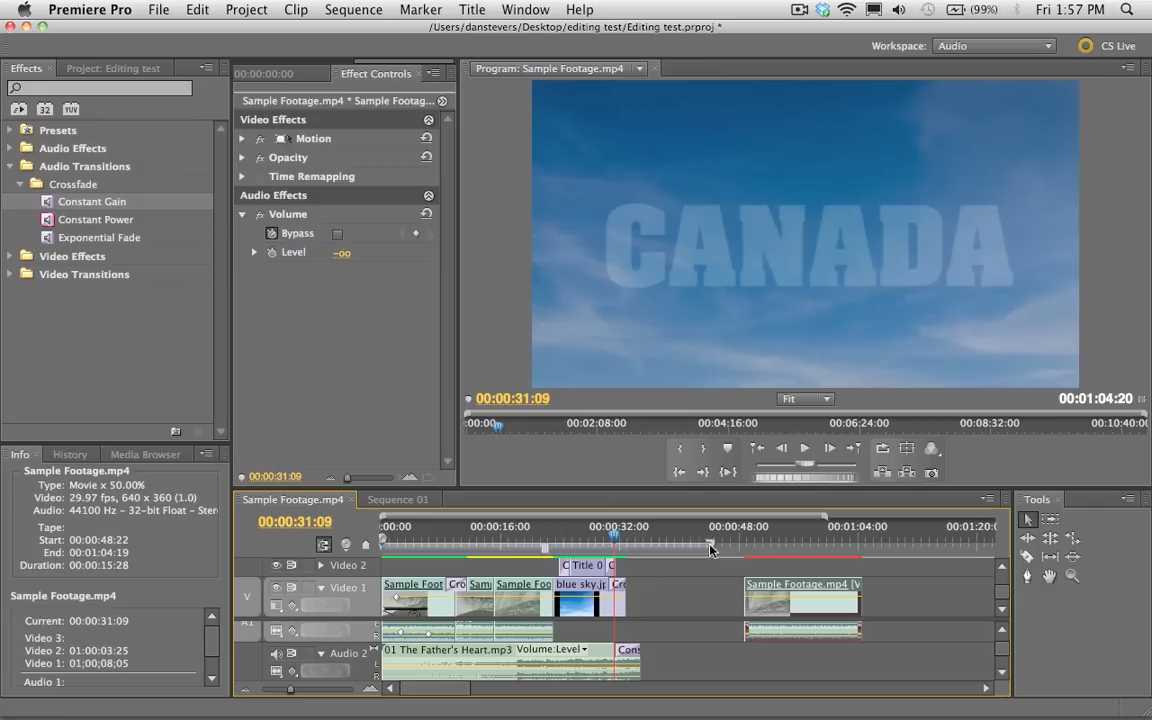 Premiere Pro File Edit Project Clip Sequence Marker Title Window Help (99%) Fri 1:57 PM
/Users/danstevers/Desktop/editing test/Editing test.prproj *
Workspace: Audio CS Live
Effects Project: Editing test
32 YUV
Presets
Audio Effects
Audio Transitions
Crossfade
Constant Gain
Constant Power
Exponential Fade
Video Effects
Video Transitions
00:00:00:00 Effect Controls
Sample Footage.mp4 * Sample Footag...
Video Effects
Motion
Opacity
Time Remapping
Audio Effects
Volume
Bypass
Level -oo
00:00:31:09
Program: Sample Footage.mp4
CANADA
00:00:31:09 Fit 00:01:04:20
:00:00 00:02:08:00 00:04:16:00 00:06:24:00 00:08:32:00 00:10:40:00
Info History Media Browser
Sample Footage.mp4
Type: Movie x 50.00%
Video: 29.97 fps, 640 x 360 (1.0)
Audio: 44100 Hz - 32-bit Float - Stere
Tape:
Start: 00:00:48:22
End: 00:01:04:19
Duration: 00:00:15:28
Sample Footage.mp4
Current: 00:00:31:09
Video 3:
Video 2: 01:00:03:25
Video 1: 01;00;08;05
Audio 1:
Sample Footage.mp4 Sequence 01
00:00:31:09
:00:00 00:00:16:00 00:00:32:00 00:00:48:00 00:01:04:00 00:01:20:0
Video 2 C Title 0 C
V Video 1 Sample Foot Cro Samp Sample Foo blue sky.jp Cro Sample Footage.mp4 [V
A1
Audio 2 01 The Father's Heart.mp3 Volume:Level Cons
Tools